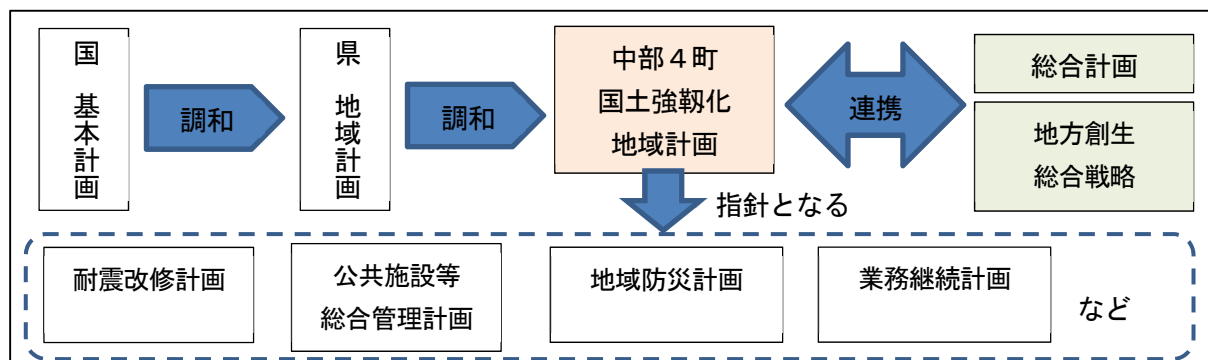 国 基本計画
調和
県 地域計画
調和
中部4町
国土強靱化
地域計画
連携
総合計画
地方創生
総合戦略
指針となる
耐震改修計画
公共施設等
総合管理計画
地域防災計画
業務継続計画
など